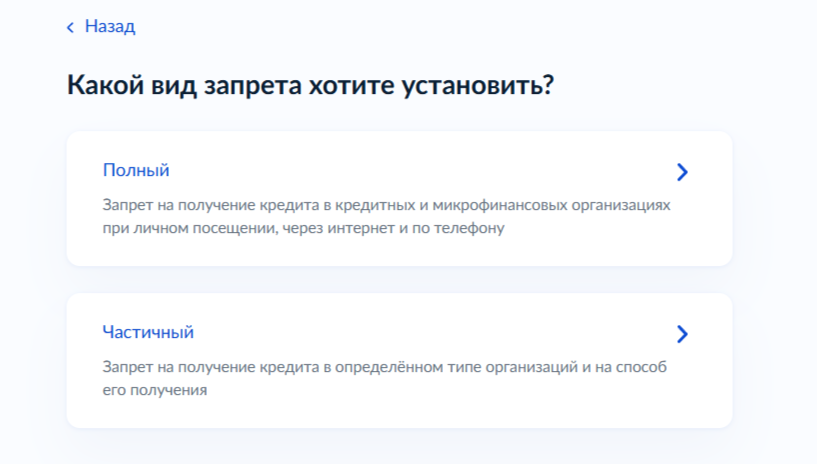 Назад
Какой вид запрета хотите установить?
Полный
Запрет на получение кредита в кредитных и микрофинансовых организациях
при личном посещении, через интернет и по телефону
Частичный
Запрет на получение кредита в определённом типе организаций и на способ
его получения